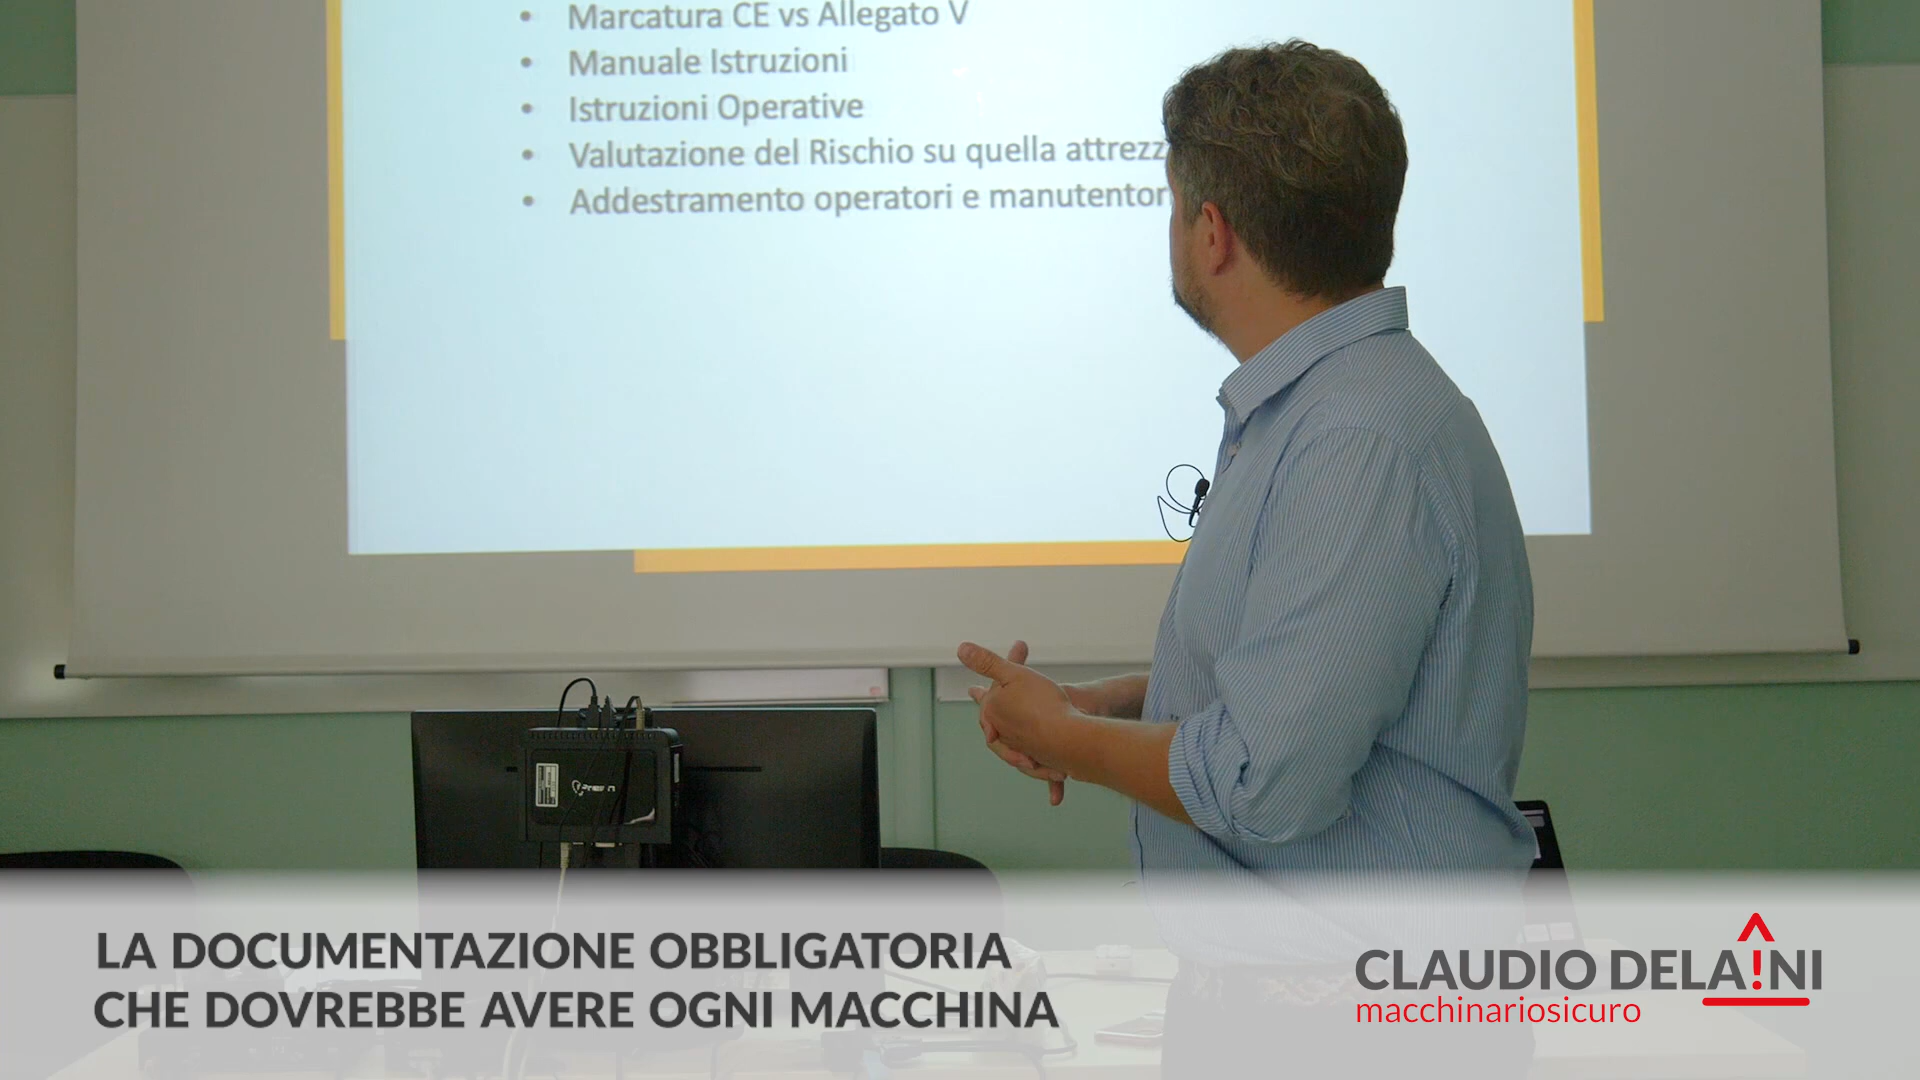 Marcatura CE vs Allegato V
Manuale Istruzioni
Istruzioni Operative
Valutazione del Rischio su quella attrezz
Addestramento operatori e manutentor
LA DOCUMENTAZIONE OBBLIGATORIA
CHE DOVREBBE AVERE OGNI MACCHINA
CLAUDIO DELAINI
macchinariosicuro